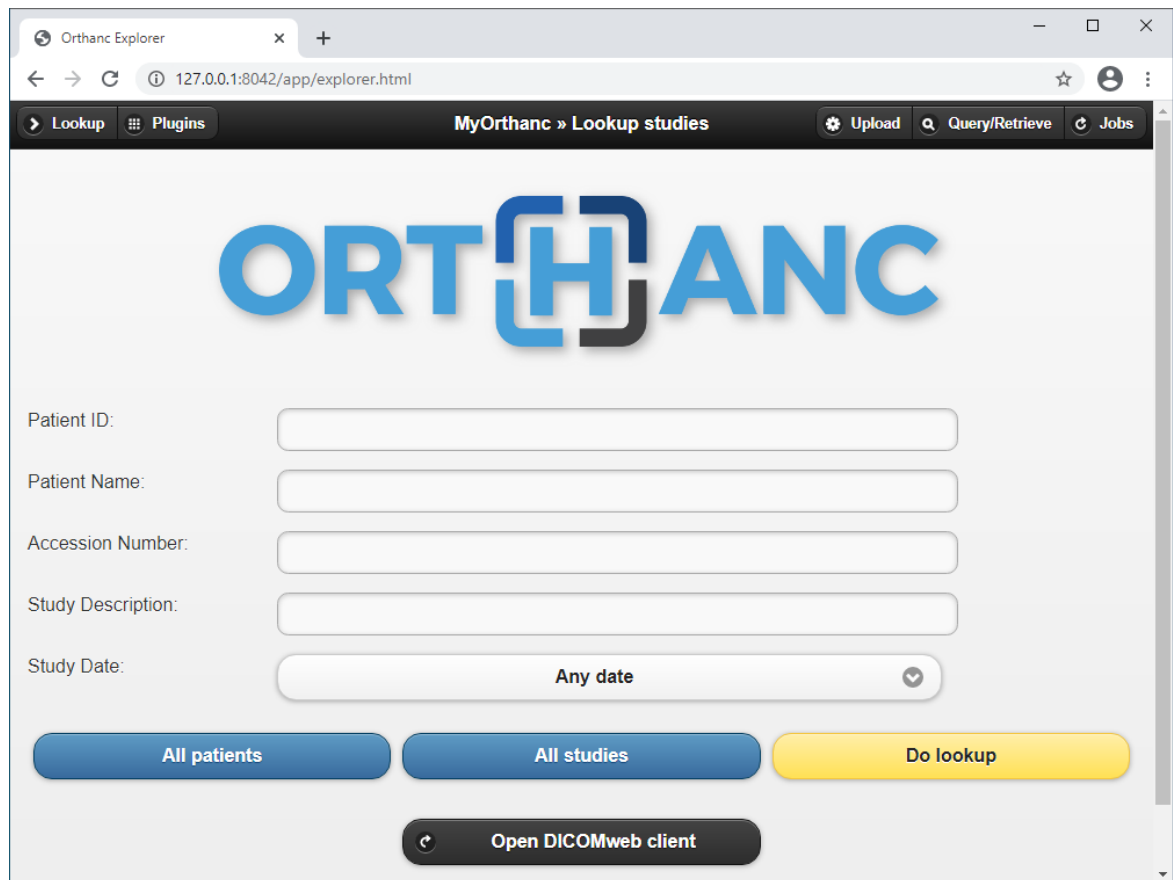 Orthanc Explorer
127.0.0.1:8042/app/explorer.html
Lookup Plugins MyOrthanc » Lookup studies Upload Query/Retrieve Jobs
ORTHANC
Patient ID:
Patient Name:
Accession Number:
Study Description:
Study Date: Any date
All patients All studies Do lookup
Open DICOMweb client